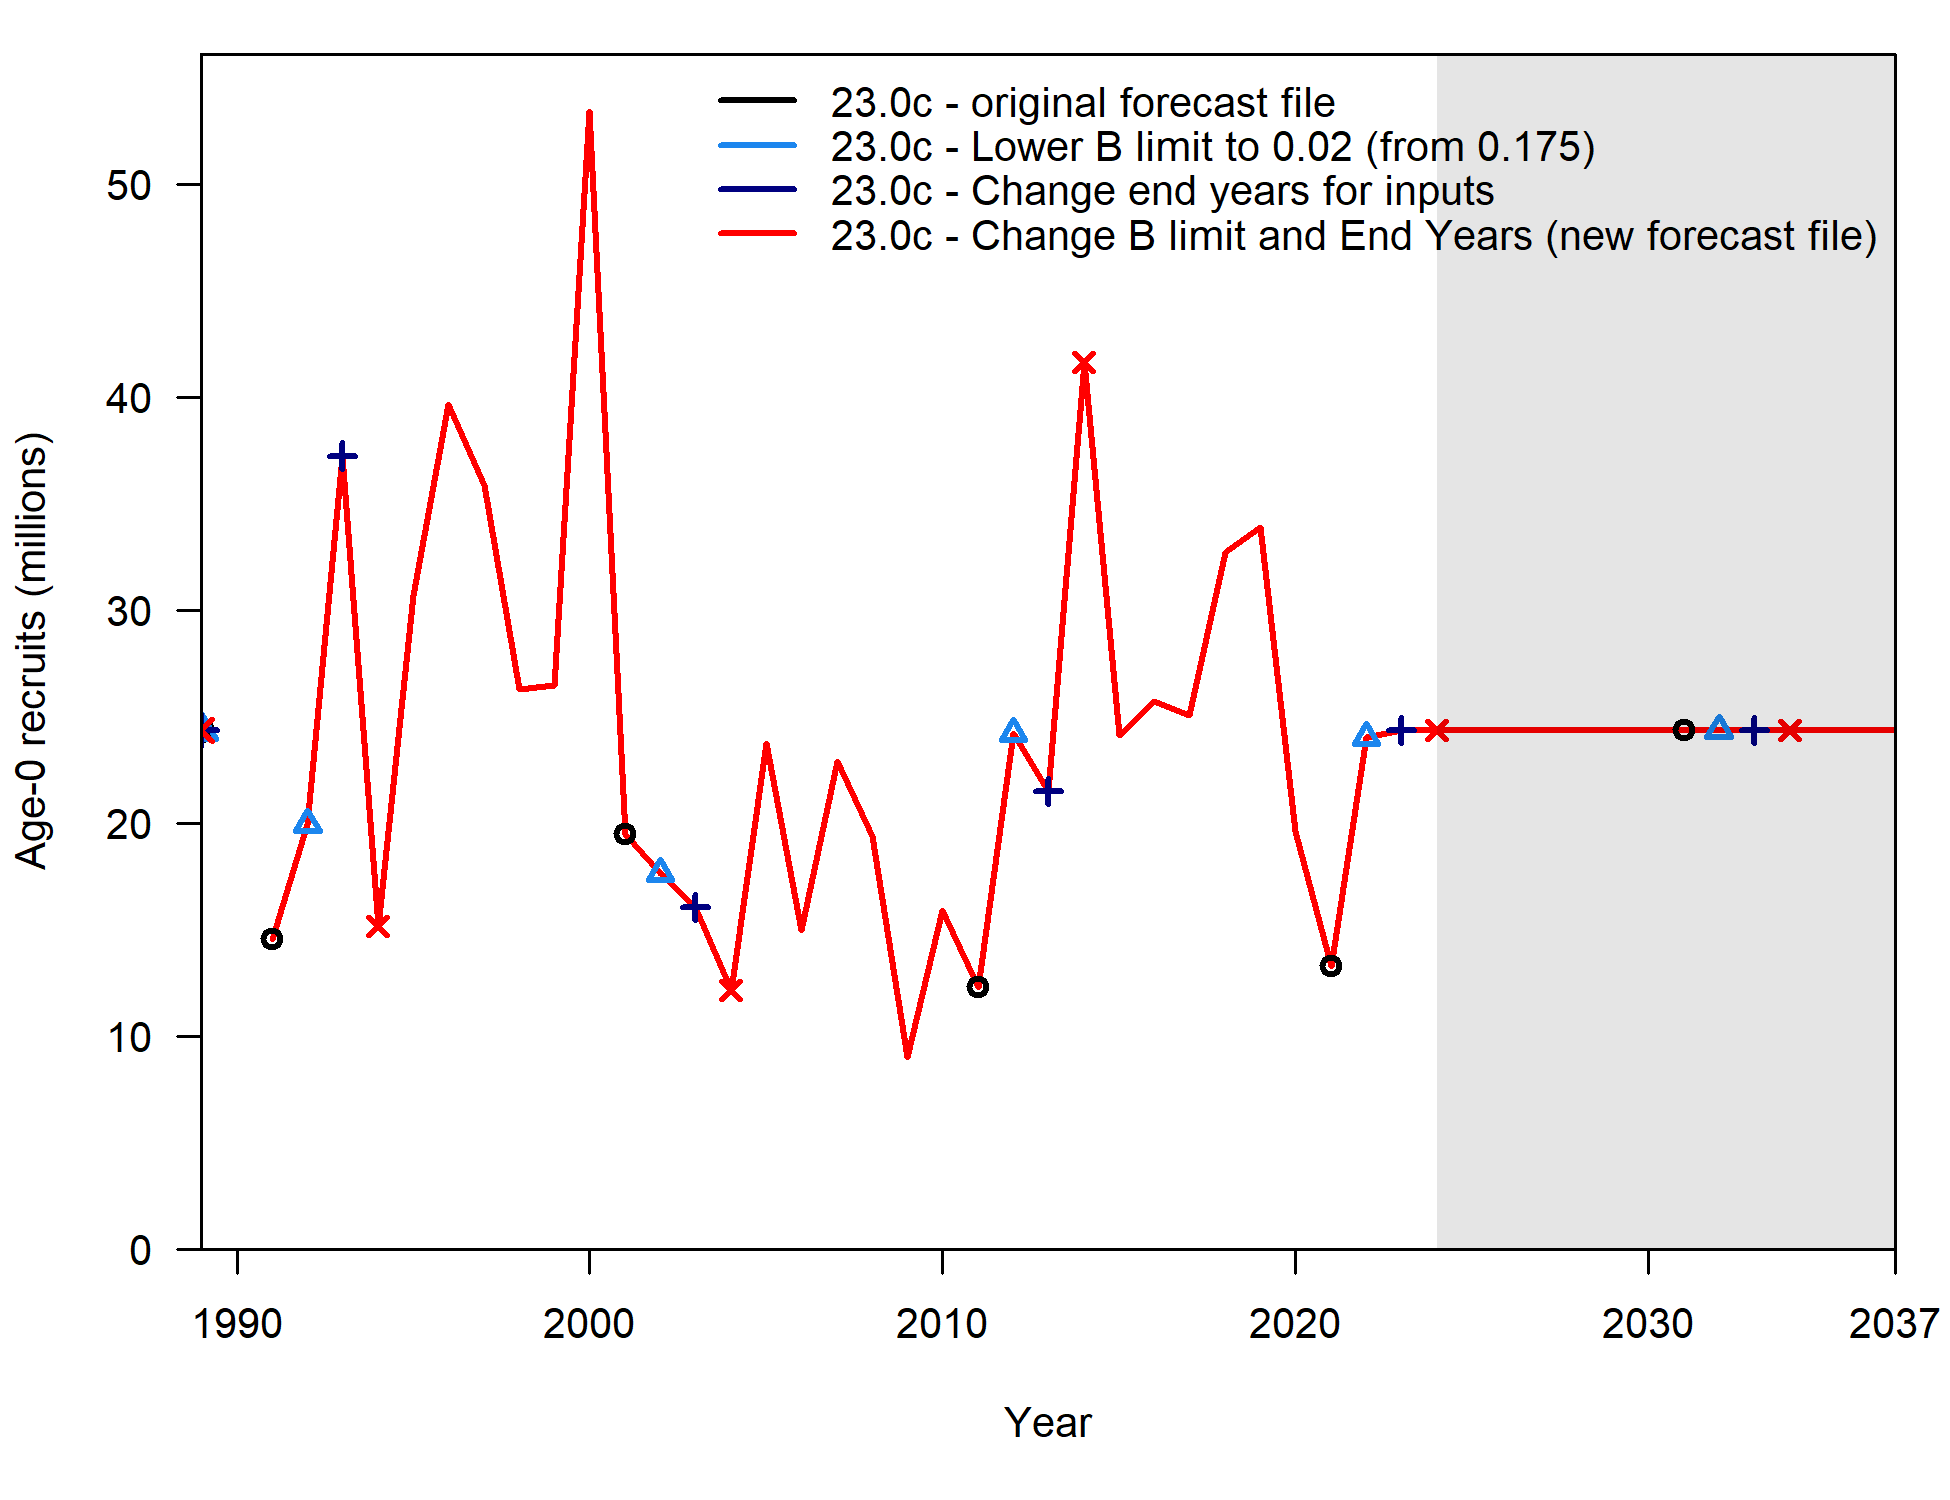 23.0c - original forecast file
23.0c - Lower B limit to 0.02 (from 0.175)
23.0c - Change end years for inputs
23.0c - Change B limit and End Years (new forecast file)
Age-0 recruits (millions)
50
40
30
20
10
0
1990 2000 2010 2020 2030 2037
Year